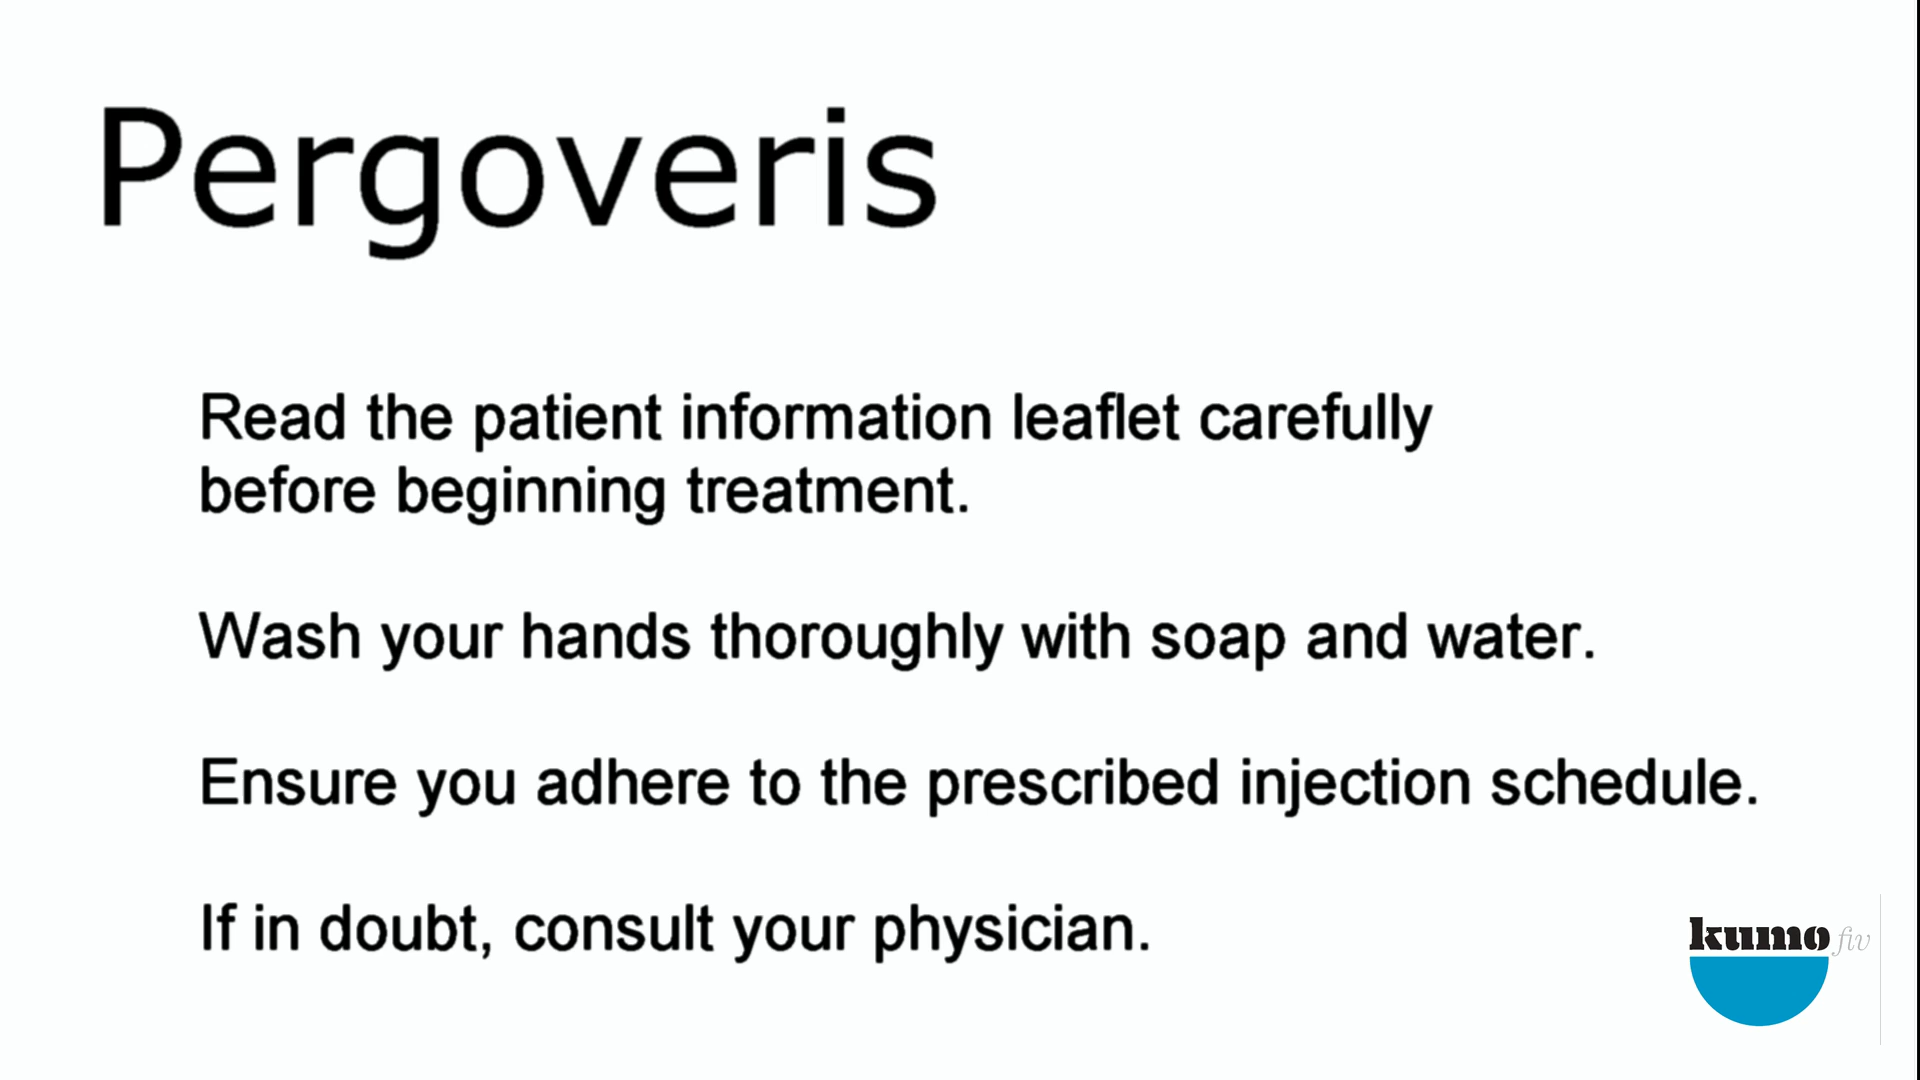 Pergoveris
Read the patient information leaflet carefully
before beginning treatment.
Wash your hands thoroughly with soap and water.
Ensure you adhere to the prescribed injection schedule.
If in doubt, consult your physician.
kumo fiv